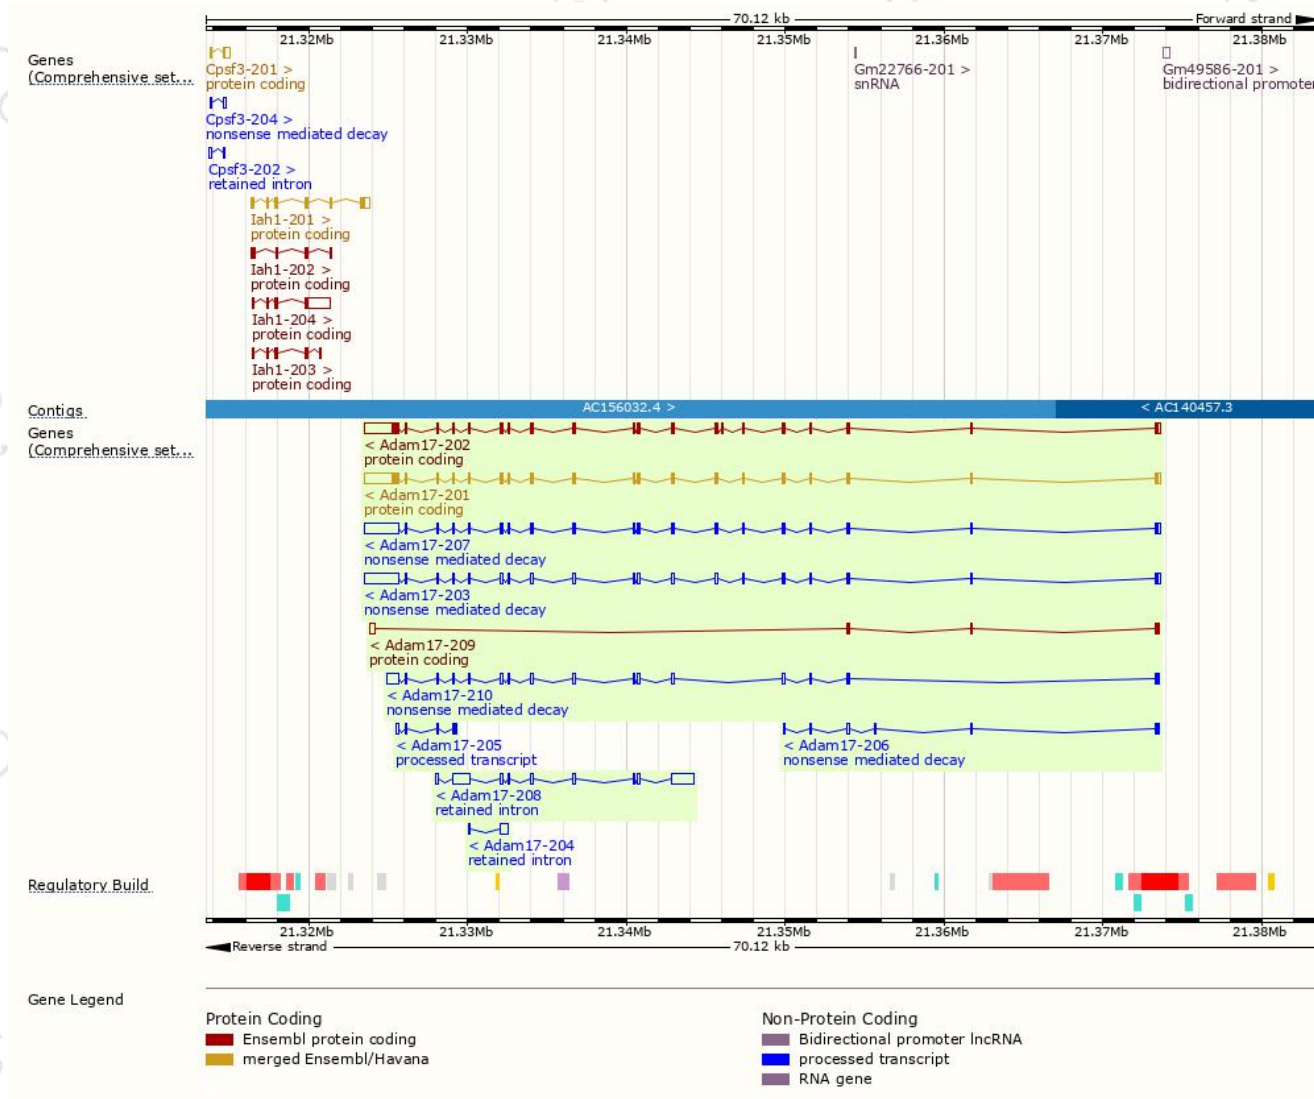 70.12 kb
Forward strand
21.32Mb 21.33Mb 21.34Mb 21.35Mb 21.36Mb 21.37Mb 21.38Mb
Genes
(Comprehensive set...
Cpsf3-201 >
protein coding
Gm22766-201 >
snRNA
Gm49586-201 >
bidirectional promoter
Cpsf3-204 >
nonsense mediated decay
Cpsf3-202 >
retained intron
Iah1-201 >
protein coding
Iah1-202 >
protein coding
Iah1-204 >
protein coding
Iah1-203 >
protein coding
Contigs
AC156032.4 >
< AC140457.3
Genes
(Comprehensive set...
< Adam17-202
protein coding
< Adam17-201
protein coding
< Adam17-207
nonsense mediated decay
< Adam17-203
nonsense mediated decay
< Adam17-209
protein coding
< Adam17-210
nonsense mediated decay
< Adam17-205
processed transcript
< Adam17-206
nonsense mediated decay
< Adam17-208
retained intron
< Adam17-204
retained intron
Regulatory Build
21.32Mb 21.33Mb 21.34Mb 21.35Mb 21.36Mb 21.37Mb 21.38Mb
Reverse strand
70.12 kb
Gene Legend
Protein Coding
Ensembl protein coding
merged Ensembl/Havana
Non-Protein Coding
Bidirectional promoter lncRNA
processed transcript
RNA gene